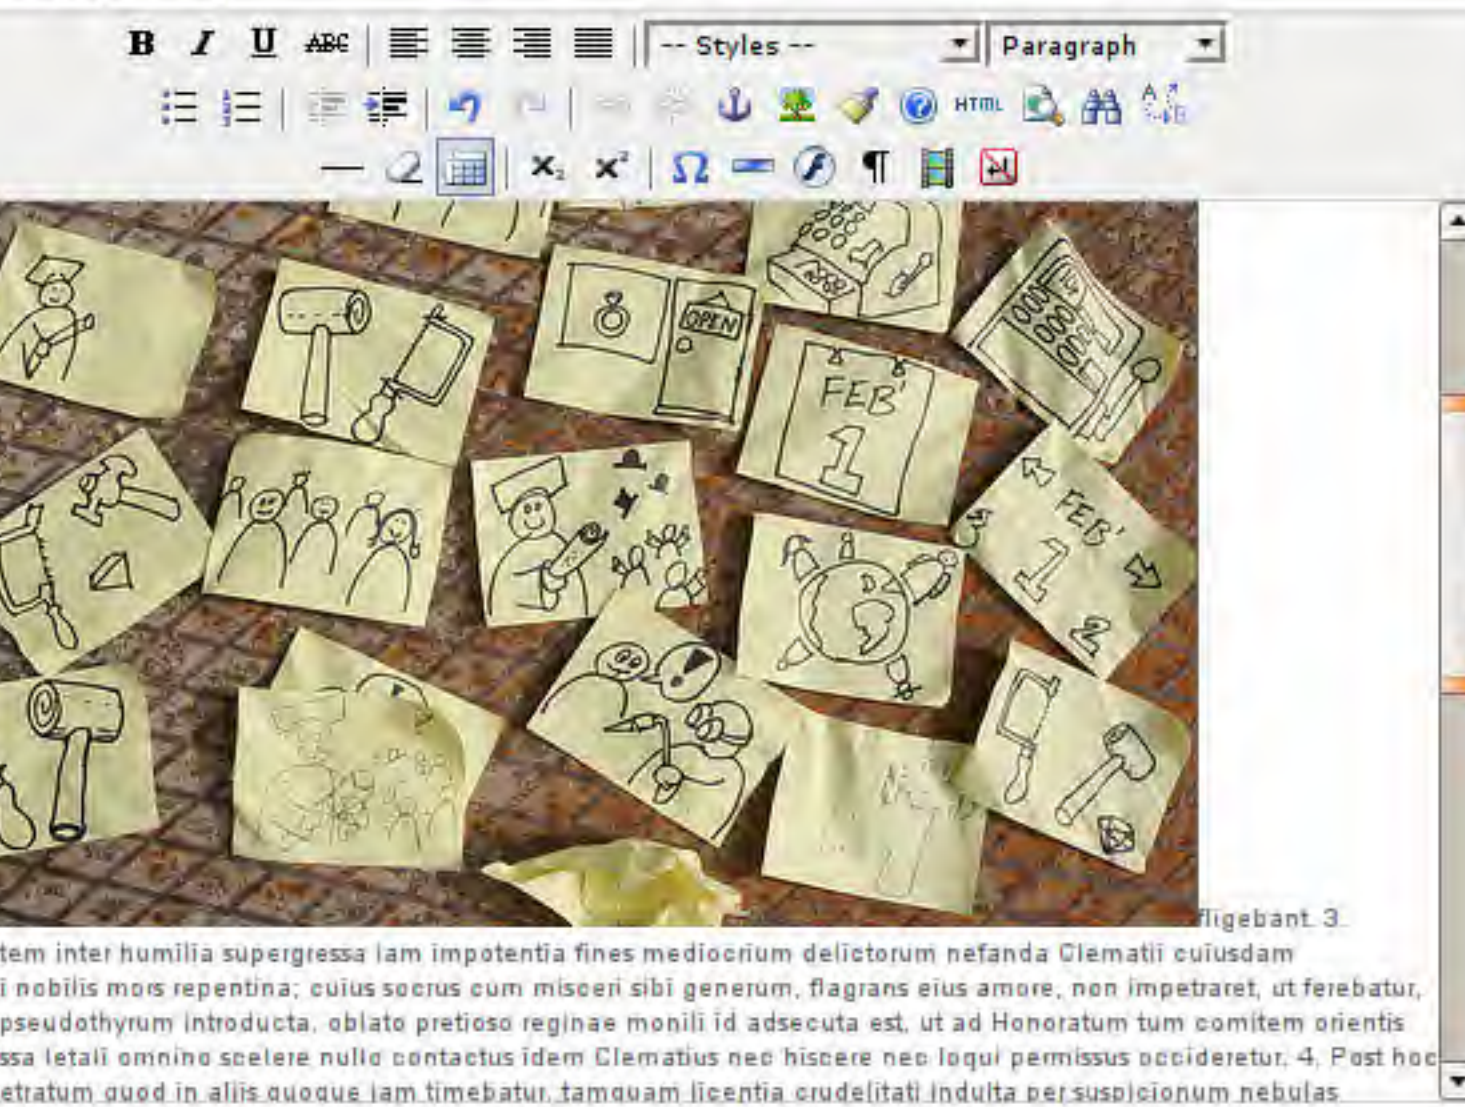 B I U ABC -- Styles -- Paragraph
HTML A B
X₂ X² Ω ¶
OPEN
FEB'
1
FEB'
1
2
!
fligebant. 3.
tem inter humilia supergressa iam impotentia fines mediocrium delictorum nefanda Clematii cuiusdam
i nobilis mors repentina; cuius socrus cum misceri sibi generum, flagrans eius amore, non impetraret, ut ferebatur,
pseudothyrum introducta, oblato pretioso reginae monili id adsecuta est, ut ad Honoratum tum comitem orientis
ssa letali omnino scelere nullo contactus idem Clematius nec hiscere nec loqui permissus occideretur. 4. Post hoc
etratum quod in aliis quoque iam timebatur, tamquam licentia crudelitati indulta per suspicionum nebulas